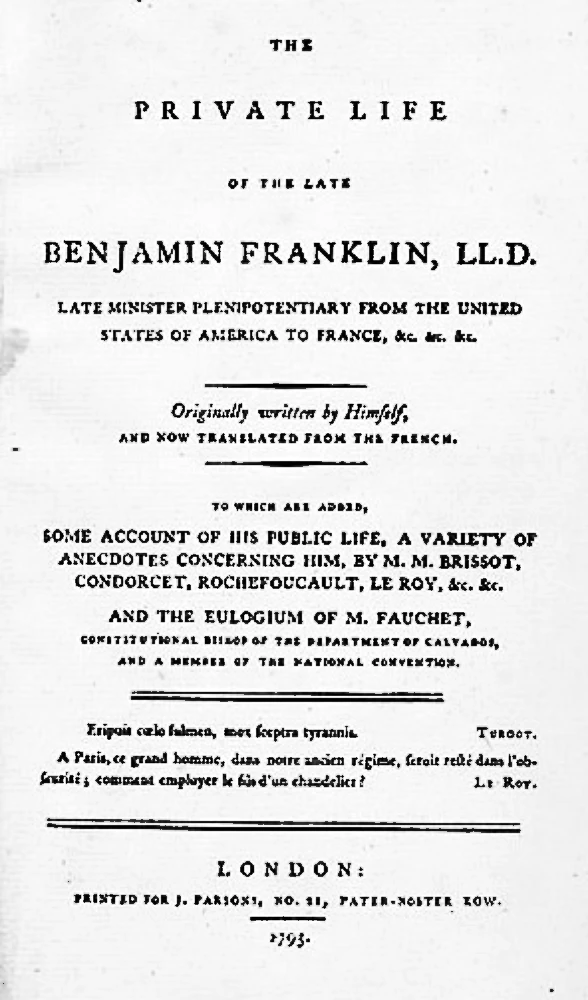 THE
PRIVATE LIFE
OF THE LATE
BENJAMIN FRANKLIN, LL.D.
LATE MINISTER PLENIPOTENTIARY FROM THE UNITED
STATES OF AMERICA TO FRANCE, &c. &c. &c.
Originally written by Himſelf,
AND NOW TRANSLATED FROM THE FRENCH.
TO WHICH ARE ADDED,
SOME ACCOUNT OF HIS PUBLIC LIFE, A VARIETY OF
ANECDOTES CONCERNING HIM, BY M. M. BRISSOT,
CONDORCET, ROCHEFOUCAULT, LE ROY, &c. &c.
AND THE EULOGIUM OF M. FAUCHET,
CONSTITUTIONAL BISHOP OF THE DEPARTMENT OF CALVADOS,
AND A MEMBER OF THE NATIONAL CONVENTION.
Eripuit cœlo fulmen, mox ſceptra tyrannis. TURGOT.
A Paris, ce grand homme, dans notre ancien régime, ſeroit reſté dans l'ob-
ſcurité; comment employer le fils d'un chandelier? LE ROY.
LONDON:
PRINTED FOR J. PARSONS, NO. 21, PATER-NOSTER ROW.
1793.